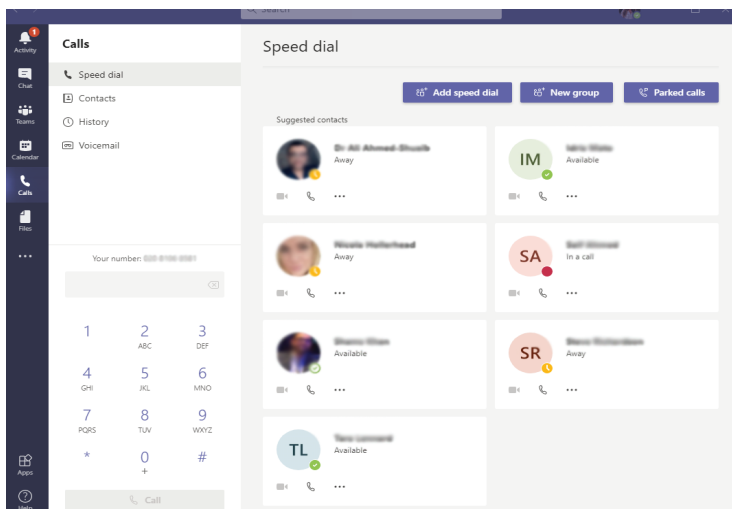 Search
1
Activity
Chat
Teams
Calendar
Calls
Files
Apps
Help
Calls
Speed dial
Contacts
History
Voicemail
Your number:
1
2
3
ABC
DEF
4
5
6
GHI
JKL
MNO
7
8
9
PQRS
TUV
WXYZ
*
0
#
+
Call
Speed dial
Add speed dial
New group
Parked calls
Suggested contacts
Away
IM
Available
Away
SA
In a call
Available
SR
Away
TL
Available